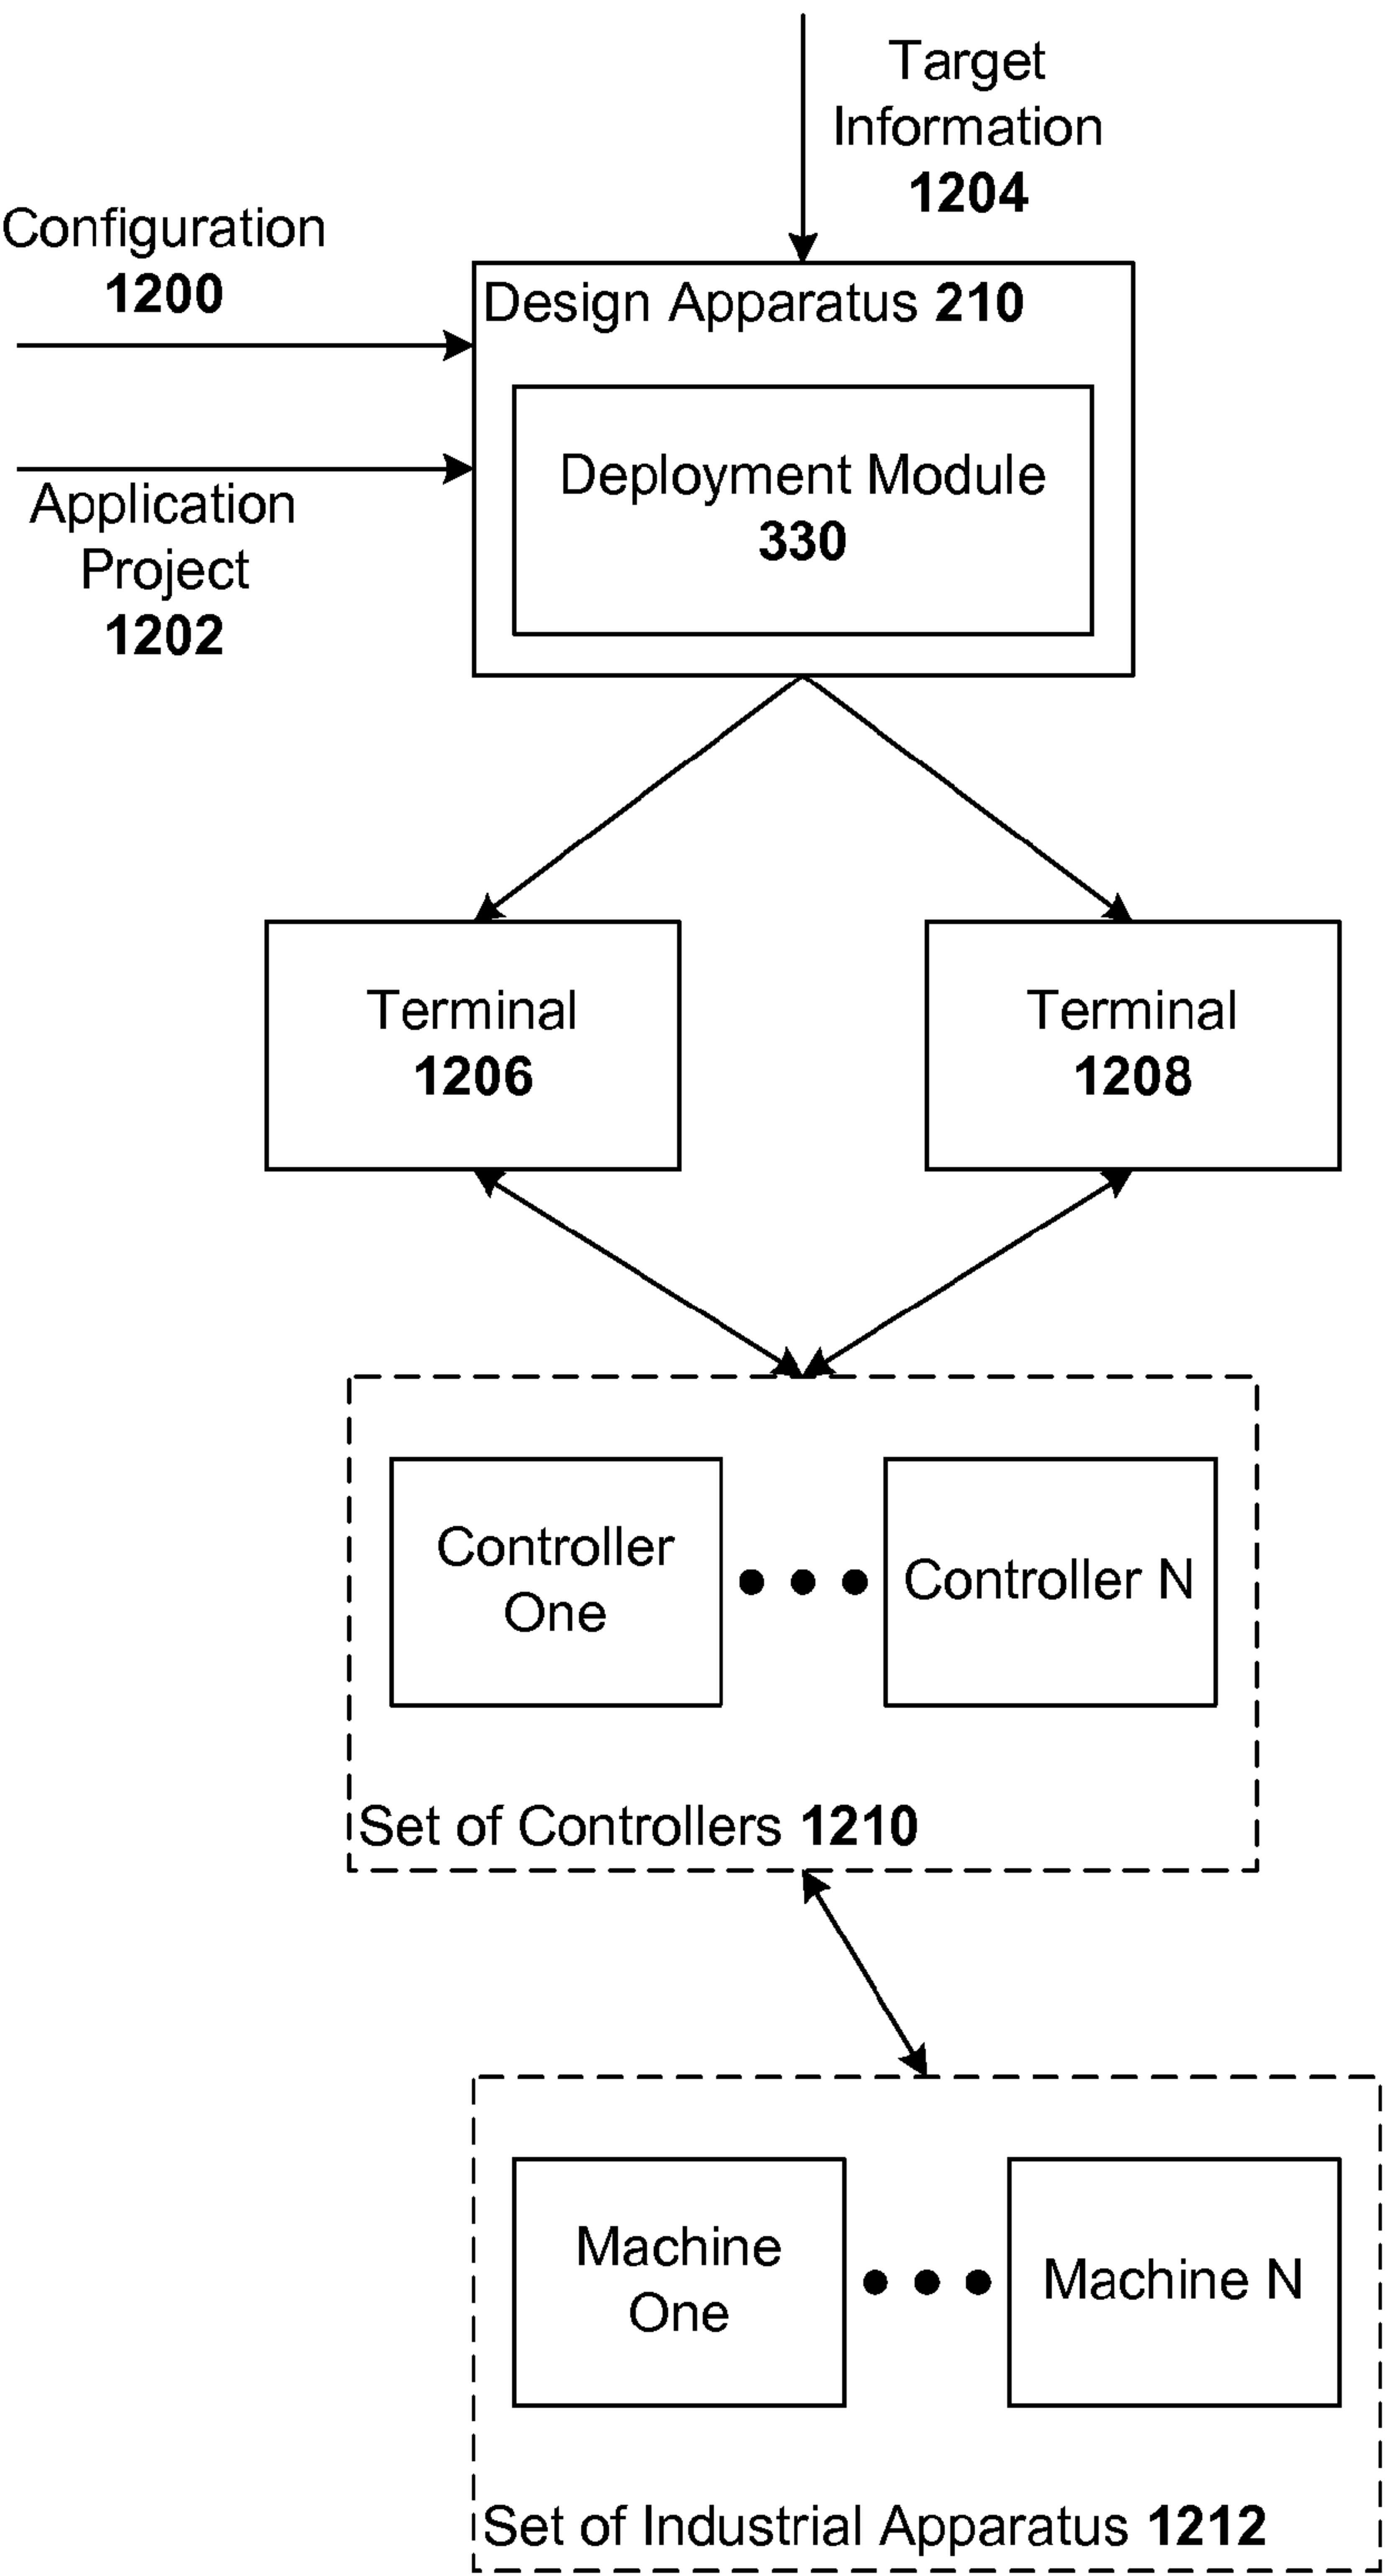 Target
Information
1204
Configuration
1200
Design Apparatus 210
Deployment Module
330
Application
Project
1202
Terminal
1206
Terminal
1208
Controller
One
Controller N
Set of Controllers 1210
Machine
One
Machine N
Set of Industrial Apparatus 1212